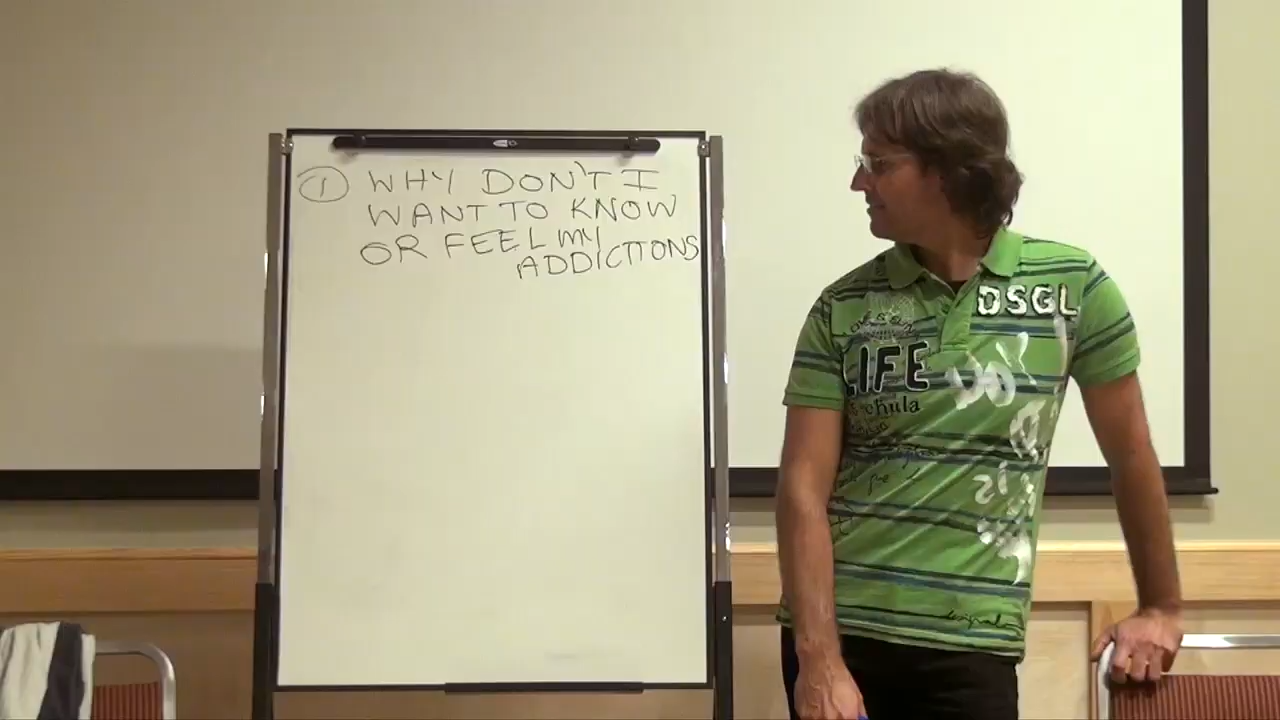 ① WHY DON'T I
WANT TO KNOW
OR FEEL MY
ADDICTIONS
DSGL
LIFE